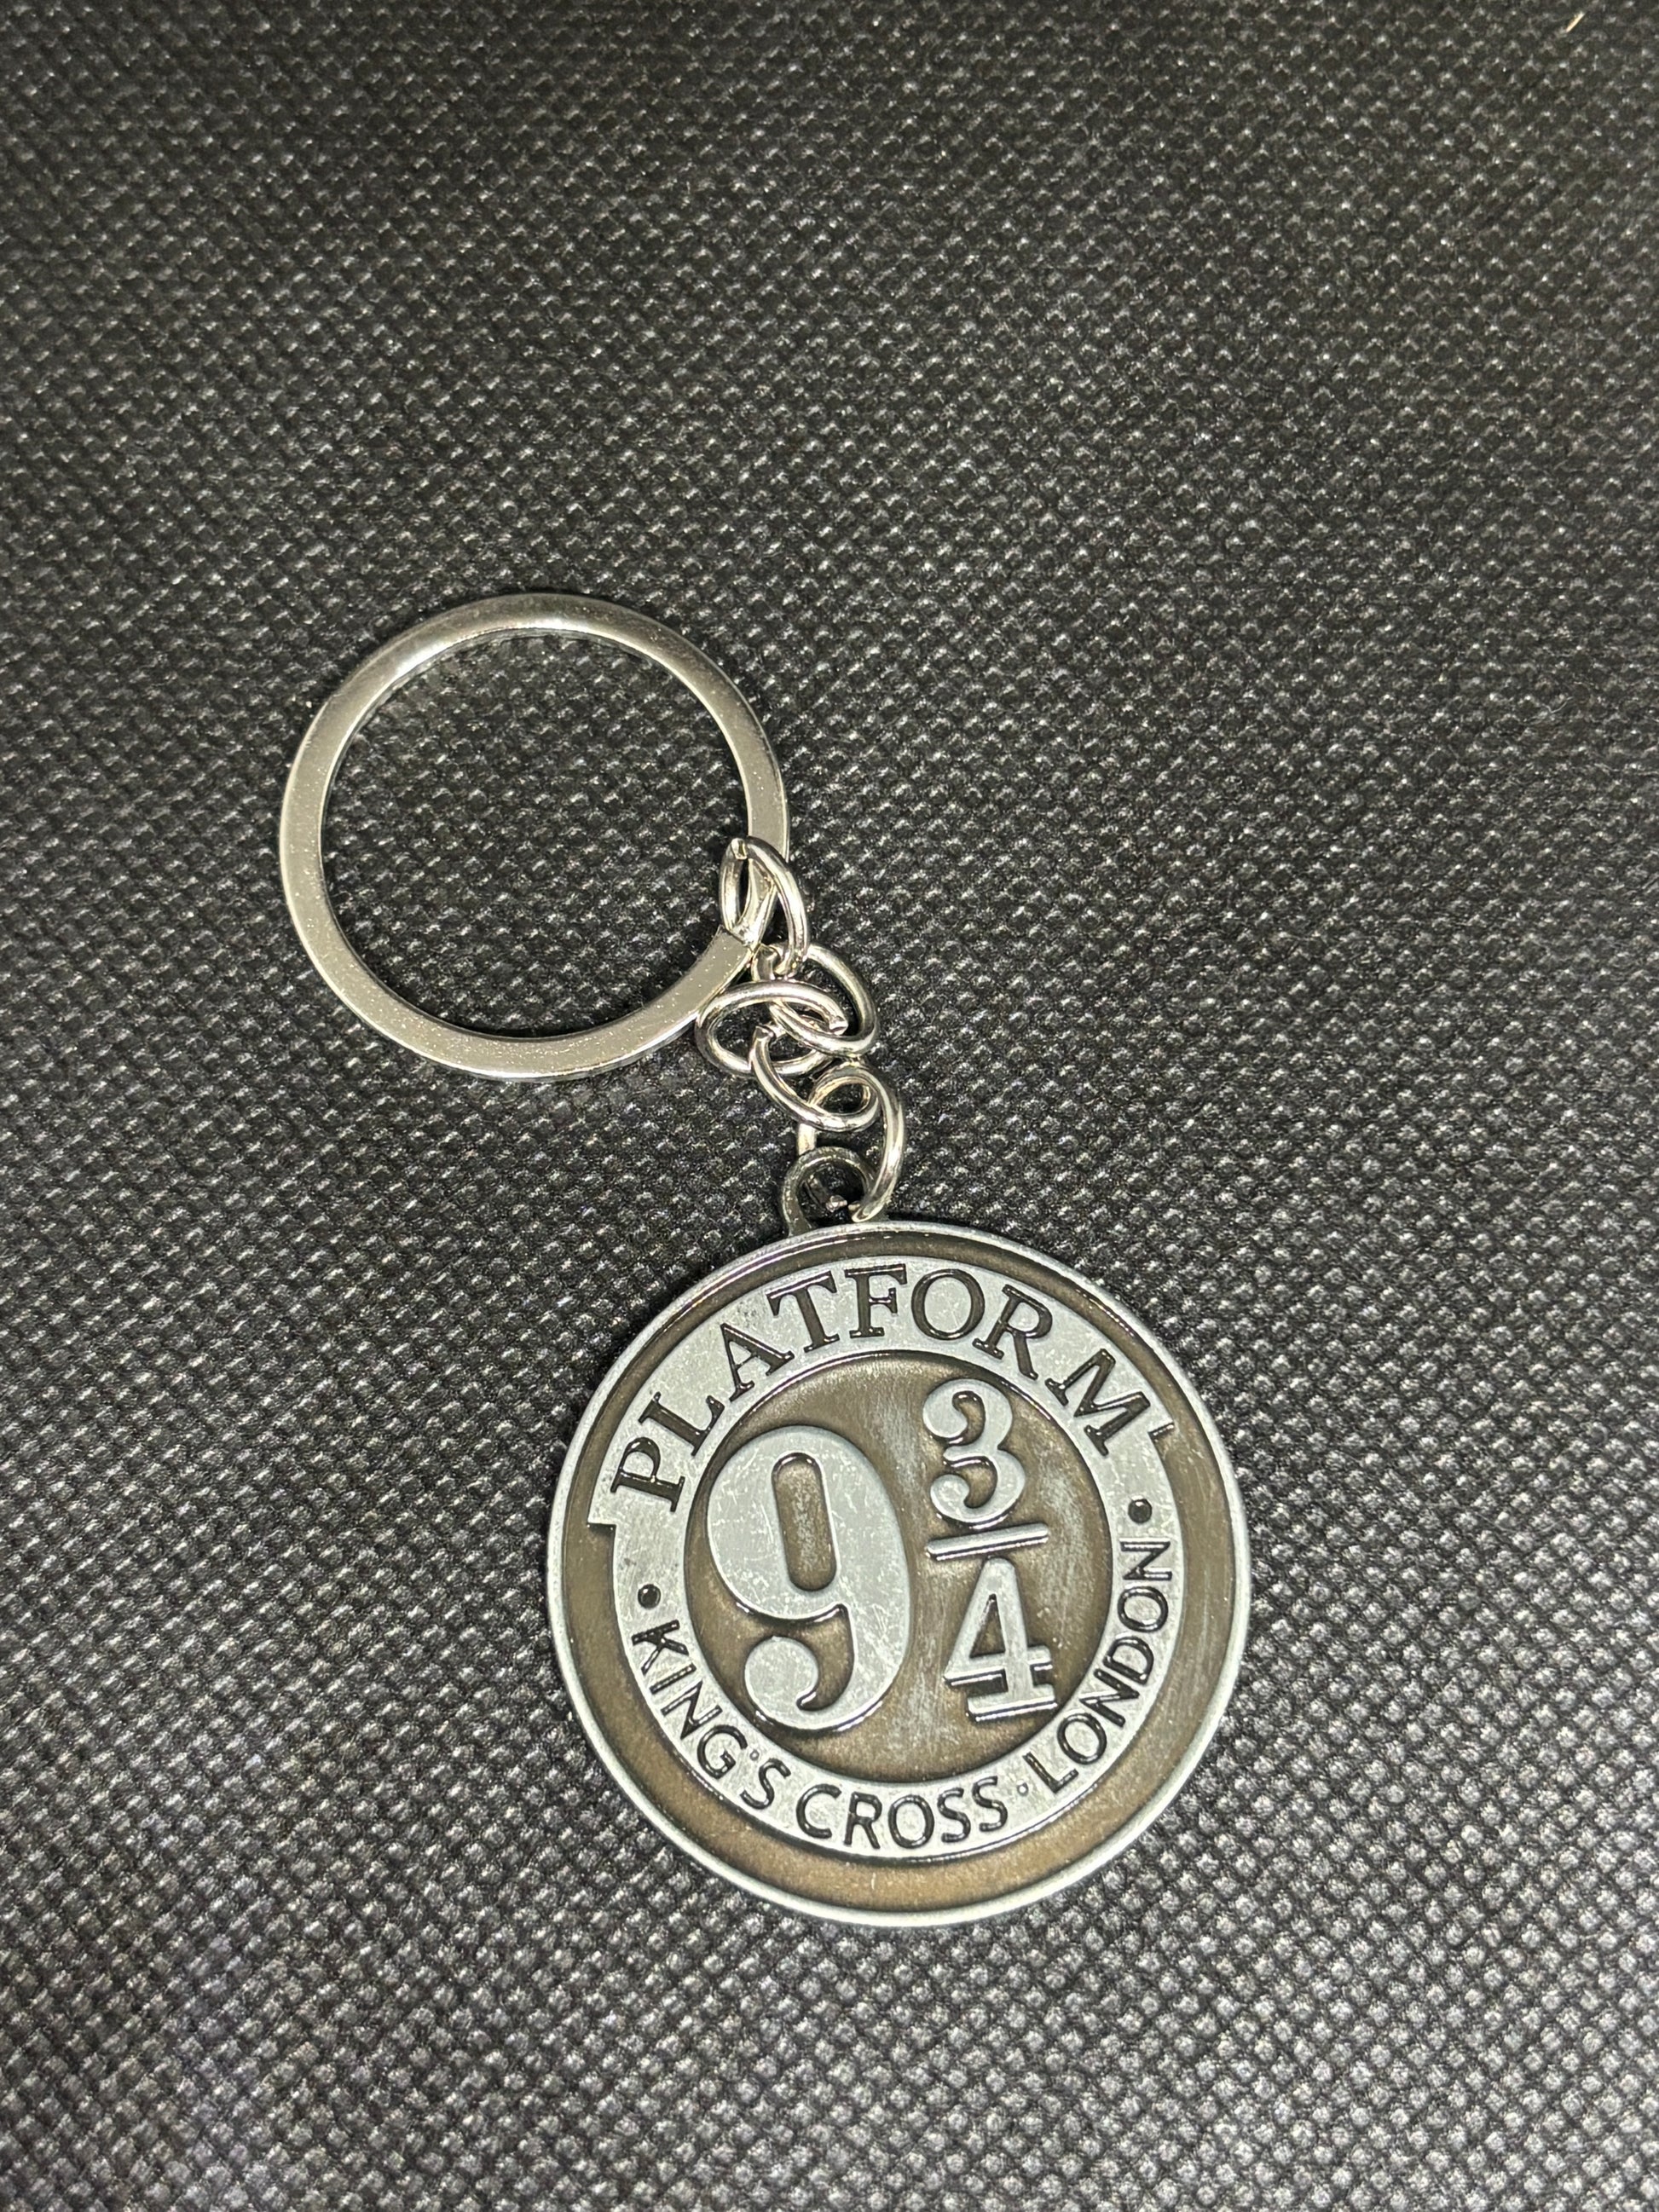 PLATFORM
9 3/4
• KING'S CROSS • LONDON •